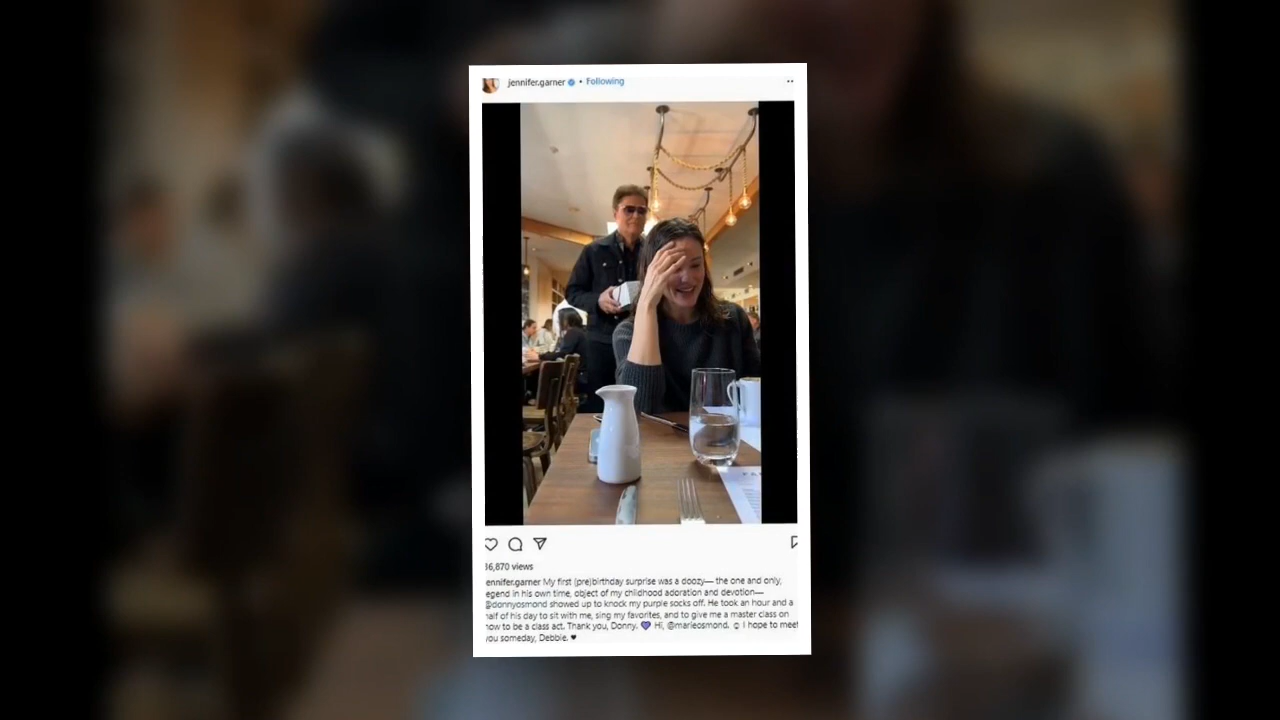 jennifer.garner • Following
36,870 views
ennifer.garner My first (pre)birthday surprise was a doozy— the one and only,
egend in his own time, object of my childhood adoration and devotion—
@donnyosmond showed up to knock my purple socks off. He took an hour and a
half of his day to sit with me, sing my favorites, and to give me a master class on
how to be a class act. Thank you, Donny. 💜 Hi, @marieosmond. ☺ I hope to meet
you someday, Debbie. ♥